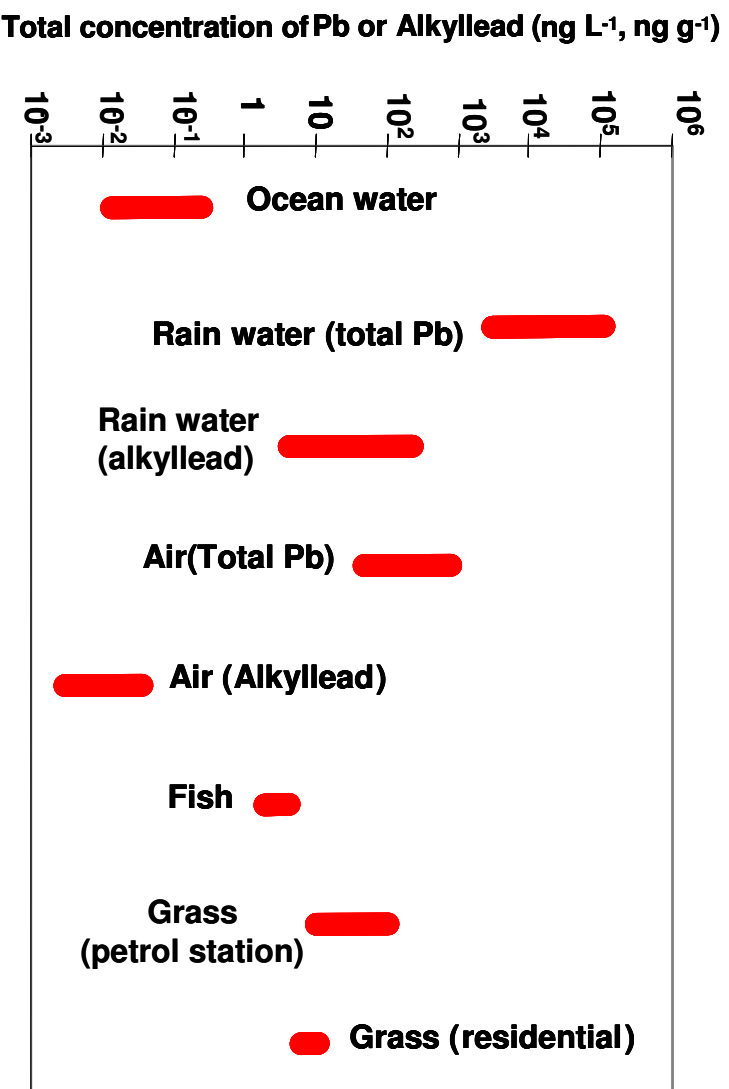 Total concentration of Pb or Alkyllead (ng L-1, ng g-1)
10-3 10-2 10-1 1 10 102 103 104 105 106
Ocean water
Rain water (total Pb)
Rain water
(alkyllead)
Air(Total Pb)
Air (Alkyllead)
Fish
Grass
(petrol station)
Grass (residential)